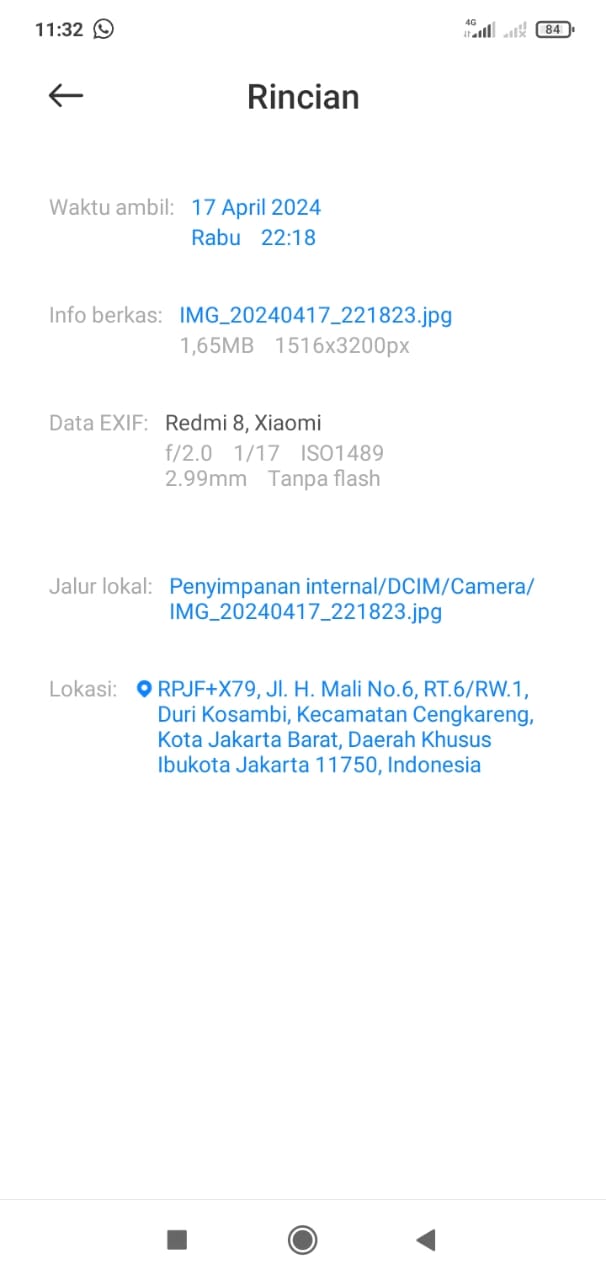 11:32
4G
84
Rincian
Waktu ambil: 17 April 2024
Rabu 22:18
Info berkas: IMG_20240417_221823.jpg
1,65MB 1516x3200px
Data EXIF: Redmi 8, Xiaomi
f/2.0 1/17 ISO1489
2.99mm Tanpa flash
Jalur lokal: Penyimpanan internal/DCIM/Camera/
IMG_20240417_221823.jpg
Lokasi: RPJF+X79, Jl. H. Mali No.6, RT.6/RW.1,
Duri Kosambi, Kecamatan Cengkareng,
Kota Jakarta Barat, Daerah Khusus
Ibukota Jakarta 11750, Indonesia